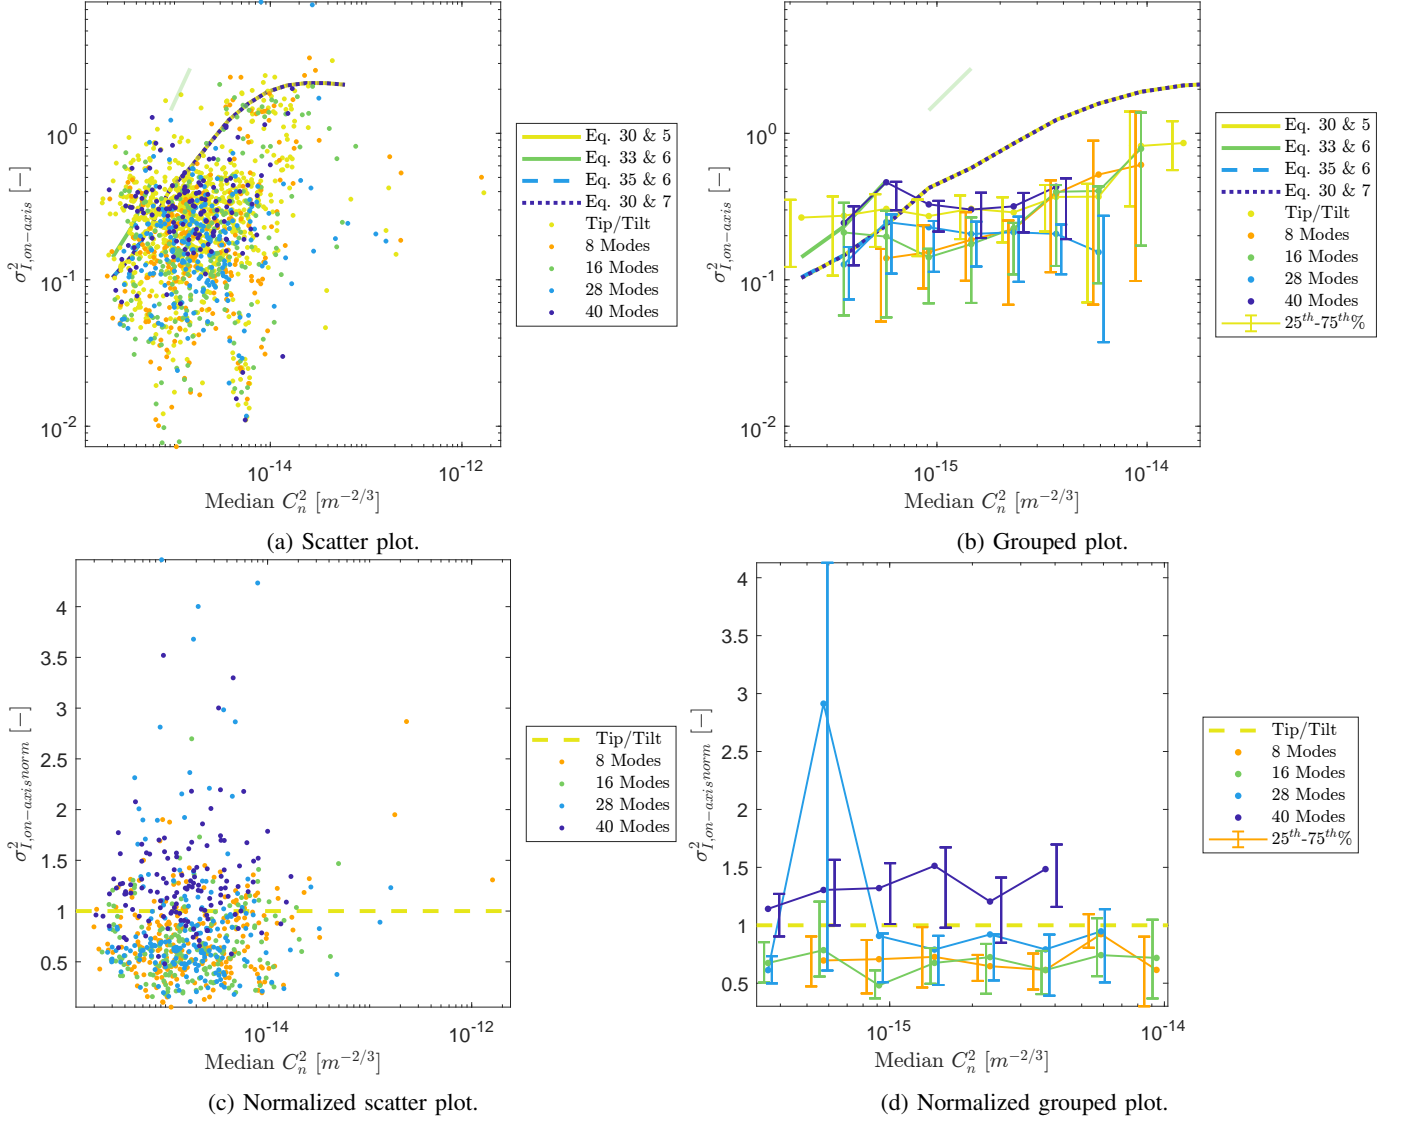 10^0
10^-1
10^-2
σ^2_{I,on-axis} [-]
10^-14
10^-12
Median C_n^2 [m^{-2/3}]
Eq. 30 & 5
Eq. 33 & 6
Eq. 35 & 6
Eq. 30 & 7
Tip/Tilt
8 Modes
16 Modes
28 Modes
40 Modes
(a) Scatter plot.
10^0
10^-1
10^-2
σ^2_{I,on-axis} [-]
10^-15
10^-14
Median C_n^2 [m^{-2/3}]
Eq. 30 & 5
Eq. 33 & 6
Eq. 35 & 6
Eq. 30 & 7
Tip/Tilt
8 Modes
16 Modes
28 Modes
40 Modes
25^{th}-75^{th}%
(b) Grouped plot.
4
3.5
3
2.5
2
1.5
1
0.5
σ^2_{I,on-axis^{norm}} [-]
10^-14
10^-12
Median C_n^2 [m^{-2/3}]
Tip/Tilt
8 Modes
16 Modes
28 Modes
40 Modes
(c) Normalized scatter plot.
4
3.5
3
2.5
2
1.5
1
0.5
σ^2_{I,on-axis^{norm}} [-]
10^-15
10^-14
Median C_n^2 [m^{-2/3}]
Tip/Tilt
8 Modes
16 Modes
28 Modes
40 Modes
25^{th}-75^{th}%
(d) Normalized grouped plot.